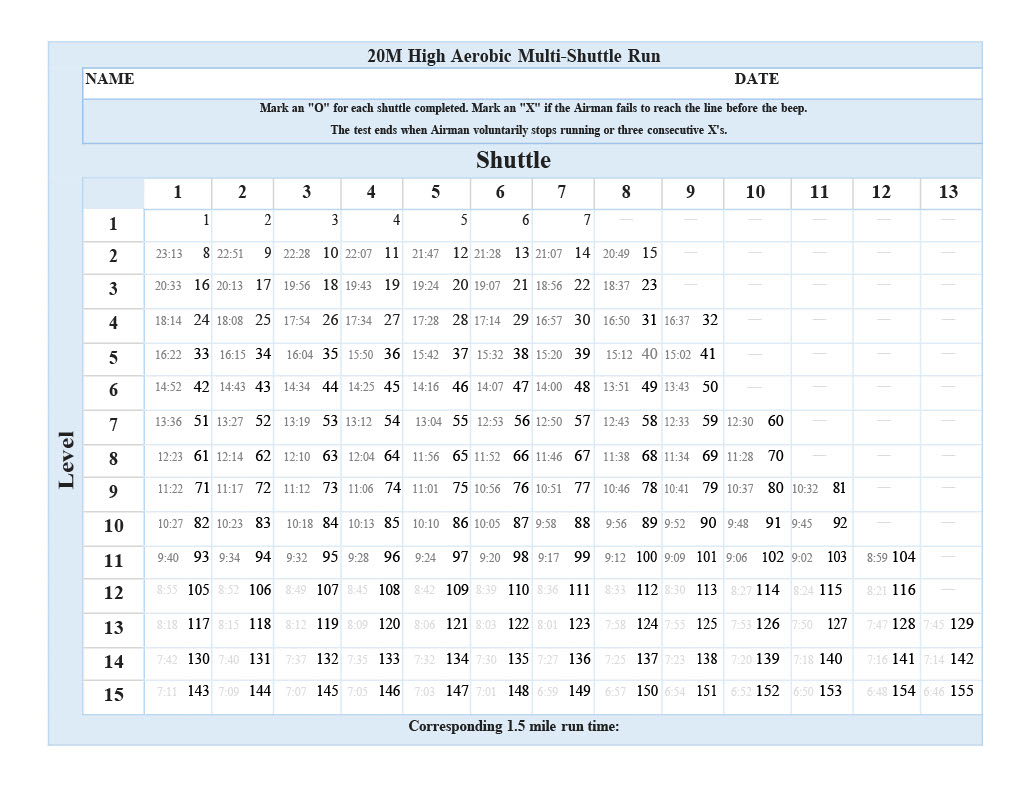 20M High Aerobic Multi-Shuttle Run
NAME DATE
Mark an "O" for each shuttle completed. Mark an "X" if the Airman fails to reach the line before the beep.
The test ends when Airman voluntarily stops running or three consecutive X's.
Shuttle
1 2 3 4 5 6 7 8 9 10 11 12 13
1 1 2 3 4 5 6 7 — — — — — —
2 23:13 8 22:51 9 22:28 10 22:07 11 21:47 12 21:28 13 21:07 14 20:49 15 — — — — —
3 20:33 16 20:13 17 19:56 18 19:43 19 19:24 20 19:07 21 18:56 22 18:37 23 — — — — —
4 18:14 24 18:08 25 17:54 26 17:34 27 17:28 28 17:14 29 16:57 30 16:50 31 16:37 32 — — — —
5 16:22 33 16:15 34 16:04 35 15:50 36 15:42 37 15:32 38 15:20 39 15:12 40 15:02 41 — — — —
6 14:52 42 14:43 43 14:34 44 14:25 45 14:16 46 14:07 47 14:00 48 13:51 49 13:43 50 — — — —
7 13:36 51 13:27 52 13:19 53 13:12 54 13:04 55 12:53 56 12:50 57 12:43 58 12:33 59 12:30 60 — — —
8 12:23 61 12:14 62 12:10 63 12:04 64 11:56 65 11:52 66 11:46 67 11:38 68 11:34 69 11:28 70 — — —
Level
9 11:22 71 11:17 72 11:12 73 11:06 74 11:01 75 10:56 76 10:51 77 10:46 78 10:41 79 10:37 80 10:32 81 — —
10 10:27 82 10:23 83 10:18 84 10:13 85 10:10 86 10:05 87 9:58 88 9:56 89 9:52 90 9:48 91 9:45 92 — —
11 9:40 93 9:34 94 9:32 95 9:28 96 9:24 97 9:20 98 9:17 99 9:12 100 9:09 101 9:06 102 9:02 103 8:59 104 —
12 8:55 105 8:52 106 8:49 107 8:45 108 8:42 109 8:39 110 8:36 111 8:33 112 8:30 113 8:27 114 8:24 115 8:21 116 —
13 8:18 117 8:15 118 8:12 119 8:09 120 8:06 121 8:03 122 8:01 123 7:58 124 7:55 125 7:53 126 7:50 127 7:47 128 7:45 129
14 7:42 130 7:40 131 7:37 132 7:35 133 7:32 134 7:30 135 7:27 136 7:25 137 7:23 138 7:20 139 7:18 140 7:16 141 7:14 142
15 7:11 143 7:09 144 7:07 145 7:05 146 7:03 147 7:01 148 6:59 149 6:57 150 6:54 151 6:52 152 6:50 153 6:48 154 6:46 155
Corresponding 1.5 mile run time: